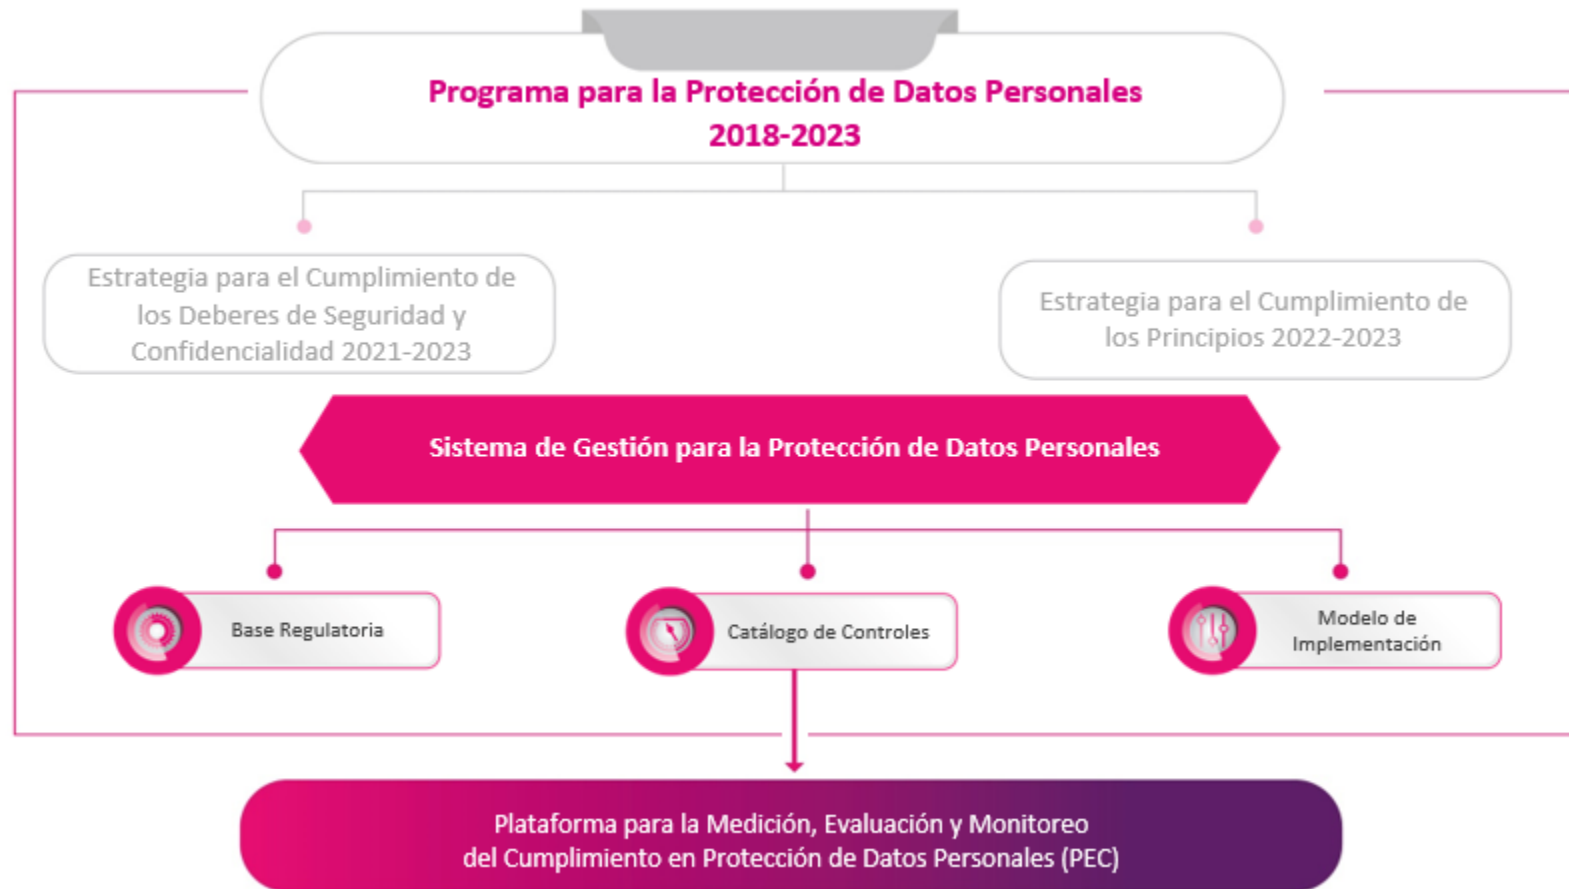 Programa para la Protección de Datos Personales
2018-2023
Estrategia para el Cumplimiento de
los Deberes de Seguridad y
Confidencialidad 2021-2023
Estrategia para el Cumplimiento de
los Principios 2022-2023
Sistema de Gestión para la Protección de Datos Personales
Base Regulatoria
Catálogo de Controles
Modelo de
Implementación
Plataforma para la Medición, Evaluación y Monitoreo
del Cumplimiento en Protección de Datos Personales (PEC)